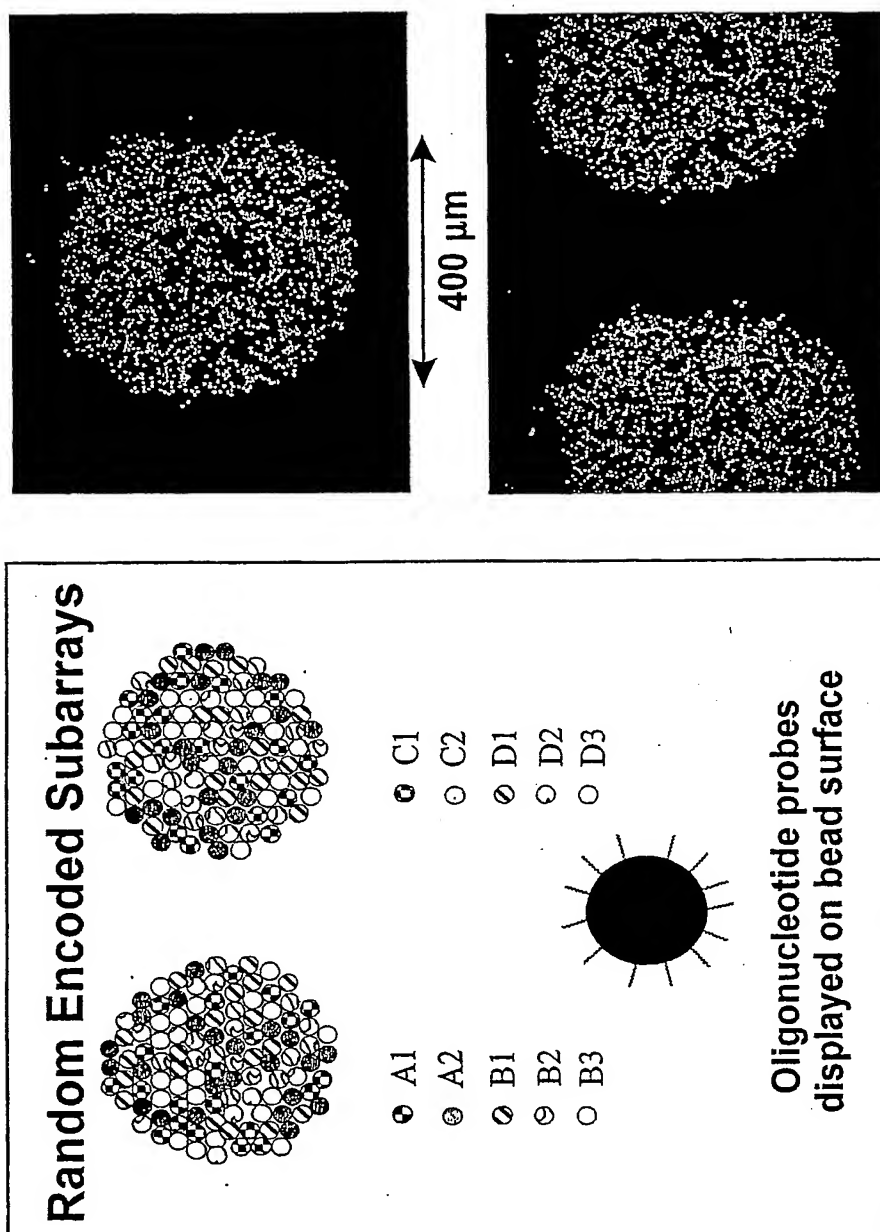 Random Encoded Subarrays
A1
A2
B1
B2
B3
C1
C2
D1
D2
D3
Oligonucleotide probes
displayed on bead surface
400 µm